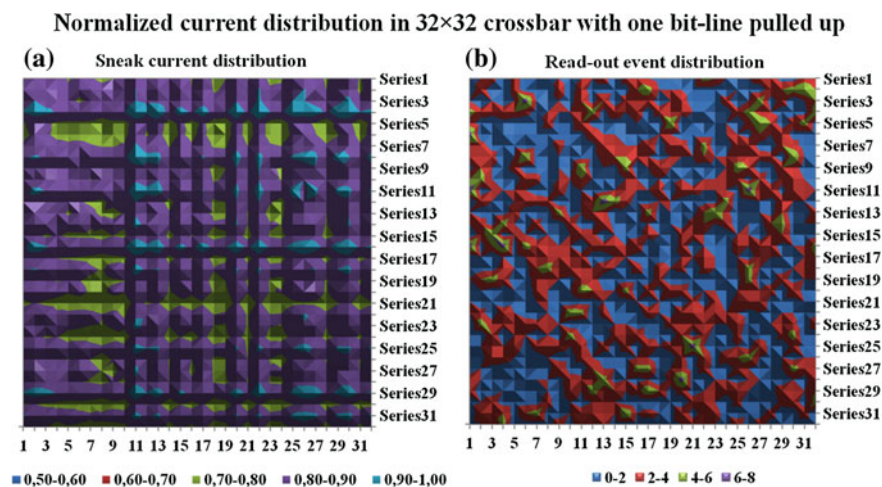 Normalized current distribution in 32×32 crossbar with one bit-line pulled up
(a) Sneak current distribution
Series1
Series3
Series5
Series7
Series9
Series11
Series13
Series15
Series17
Series19
Series21
Series23
Series25
Series27
Series29
Series31
1 3 5 7 9 11 13 15 17 19 21 23 25 27 29 31
0,50-0,60 0,60-0,70 0,70-0,80 0,80-0,90 0,90-1,00
(b) Read-out event distribution
Series1
Series3
Series5
Series7
Series9
Series11
Series13
Series15
Series17
Series19
Series21
Series23
Series25
Series27
Series29
Series31
1 3 5 7 9 11 13 15 17 19 21 23 25 27 29 31
0-2 2-4 4-6 6-8